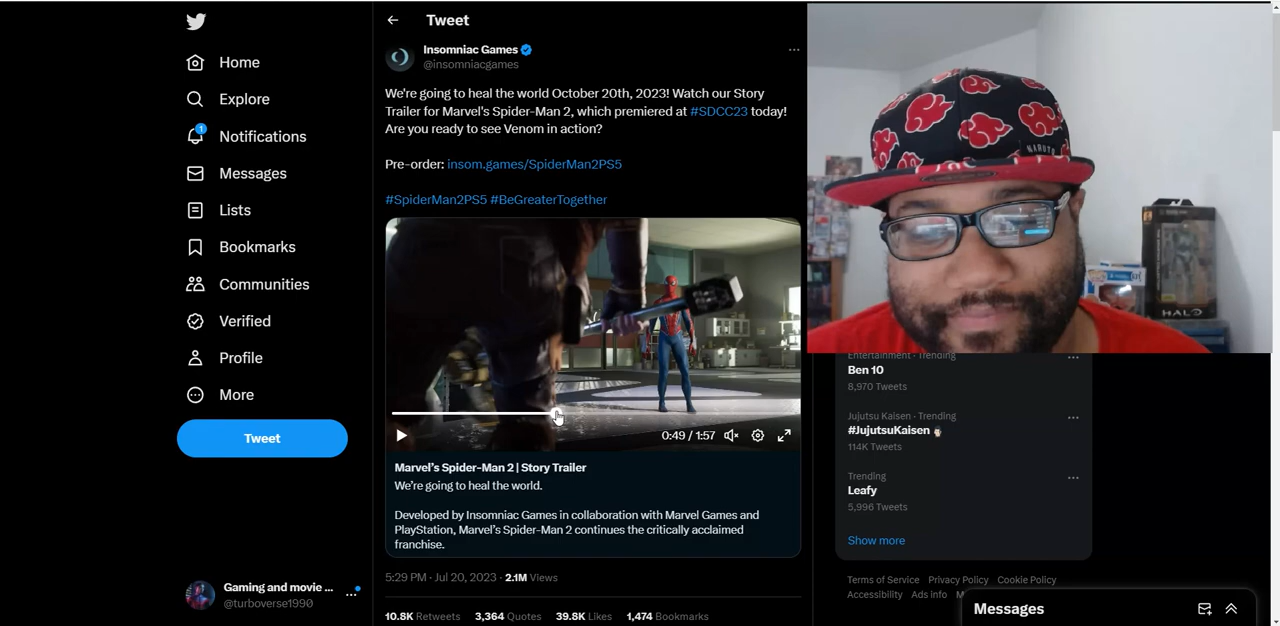 Home
Explore
1
Notifications
Messages
Lists
Bookmarks
Communities
Verified
Profile
More
Tweet
Gaming and movie ...
@turboverse1990
Tweet
Insomniac Games
@insomniacgames
We're going to heal the world October 20th, 2023! Watch our Story
Trailer for Marvel's Spider-Man 2, which premiered at #SDCC23 today!
Are you ready to see Venom in action?
Pre-order: insom.games/SpiderMan2PS5
#SpiderMan2PS5 #BeGreaterTogether
0:49 / 1:57
Marvel's Spider-Man 2 | Story Trailer
We're going to heal the world.
Developed by Insomniac Games in collaboration with Marvel Games and
PlayStation, Marvel's Spider-Man 2 continues the critically acclaimed
franchise.
5:29 PM · Jul 20, 2023 · 2.1M Views
10.8K Retweets 3,364 Quotes 39.8K Likes 1,474 Bookmarks
NARUTO
HALO
Entertainment · Trending
Ben 10
8,970 Tweets
Jujutsu Kaisen · Trending
#JujutsuKaisen
114K Tweets
Trending
Leafy
5,996 Tweets
Show more
Terms of Service Privacy Policy Cookie Policy
Accessibility Ads info
Messages